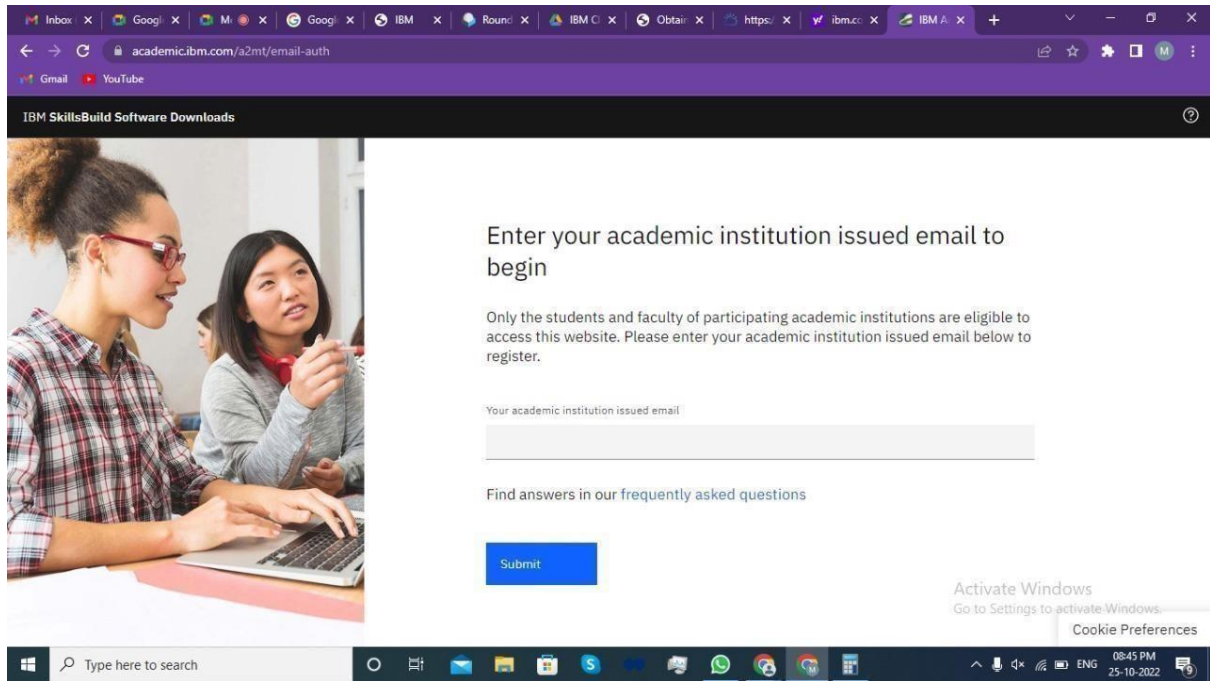 Inbox
Googl
M
Googl
IBM
Round
IBM Cl
Obtain
https:/
y!
ibm.cc
IBM A
academic.ibm.com/a2mt/email-auth
M
Gmail
YouTube
IBM SkillsBuild Software Downloads
Enter your academic institution issued email to
begin
Only the students and faculty of participating academic institutions are eligible to
access this website. Please enter your academic institution issued email below to
register.
Your academic institution issued email
Find answers in our frequently asked questions
Submit
Activate Windows
Go to Settings to activate Windows.
Cookie Preferences
Type here to search
ENG
08:45 PM
25-10-2022